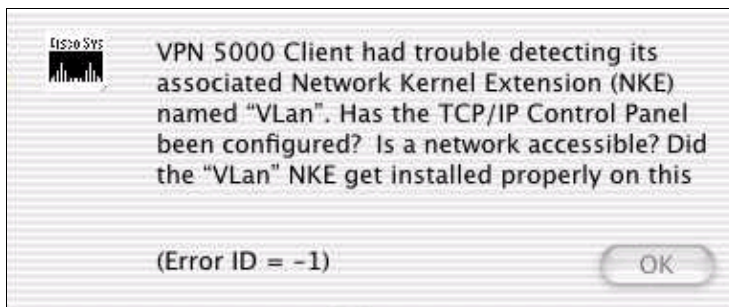 Cisco Sys
VPN 5000 Client had trouble detecting its
associated Network Kernel Extension (NKE)
named “VLan”. Has the TCP/IP Control Panel
been configured? Is a network accessible? Did
the “VLan” NKE get installed properly on this
(Error ID = -1)
OK